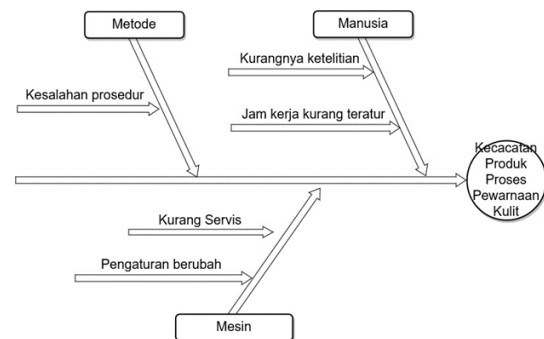 Metode
Manusia
Kurangnya ketelitian
Kesalahan prosedur
Jam kerja kurang teratur
Kecacatan
Produk
Proses
Pewarnaan
Kulit
Kurang Servis
Pengaturan berubah
Mesin